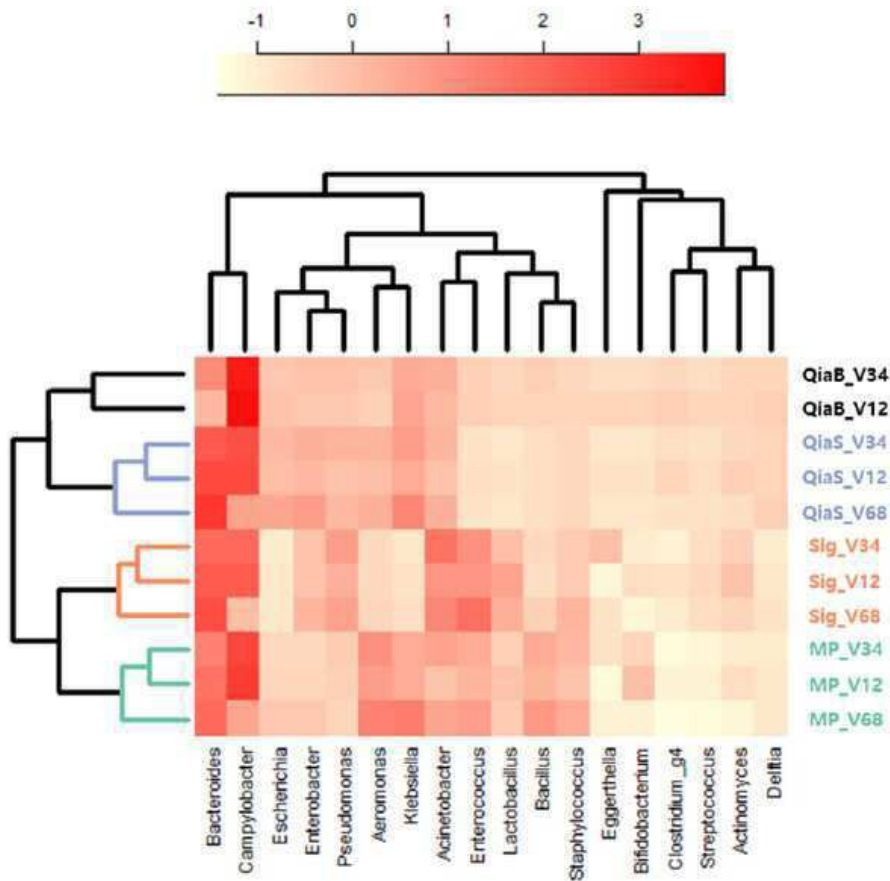 -1 0 1 2 3
QiaB_V34
QiaB_V12
QiaS_V34
QiaS_V12
QiaS_V68
Sig_V34
Sig_V12
Sig_V68
MP_V34
MP_V12
MP_V68
Bacteroides
Campylobacter
Escherichia
Enterobacter
Pseudomonas
Aeromonas
Klebsiella
Acinetobacter
Enterococcus
Lactobacillus
Bacillus
Staphylococcus
Eggerthella
Bifidobacterium
Clostridium_g4
Streptococcus
Actinomyces
Delftia